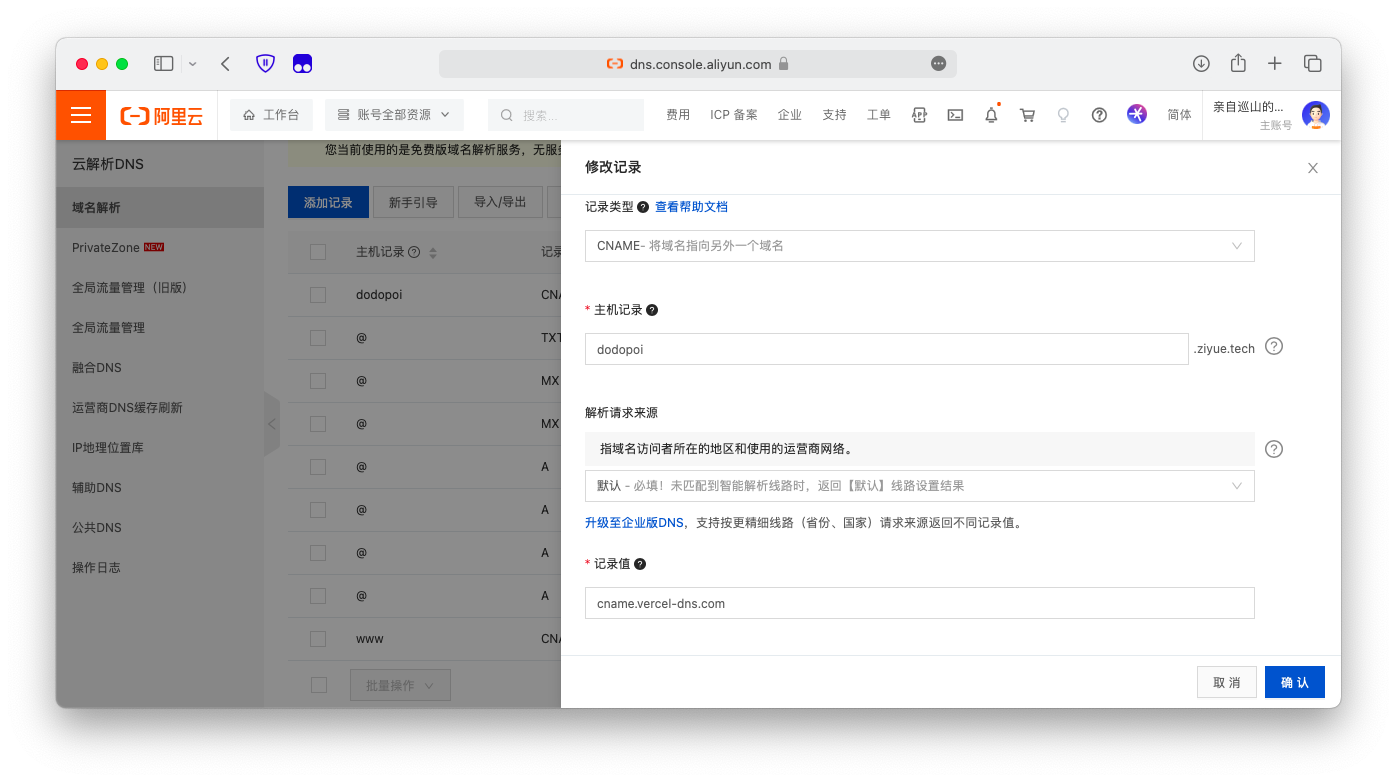 dns.console.aliyun.com
阿里云
工作台
账号全部资源
搜索...
费用
ICP 备案
企业
支持
工单
简体
亲自巡山的...
主账号
云解析DNS
域名解析
PrivateZone NEW
全局流量管理（旧版）
全局流量管理
融合DNS
运营商DNS缓存刷新
IP地理位置库
辅助DNS
公共DNS
操作日志
您当前使用的是免费版域名解析服务，无服
添加记录
新手引导
导入/导出
主机记录
dodopoi
@ TXT
@ MX
@ MX
@ A
@ A
@ A
@ A
www
批量操作
修改记录
记录类型 查看帮助文档
CNAME- 将域名指向另外一个域名
* 主机记录
dodopoi .ziyue.tech
解析请求来源
指域名访问者所在的地区和使用的运营商网络。
默认 - 必填！未匹配到智能解析线路时，返回【默认】线路设置结果
升级至企业版DNS，支持按更精细线路（省份、国家）请求来源返回不同记录值。
* 记录值
cname.vercel-dns.com
取 消
确 认